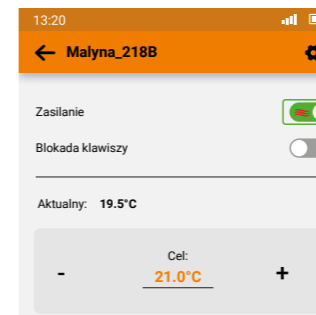 13:20
Malyna_218B
Zasilanie
Blokada klawiszy
Aktualny: 19.5°C
Cel:
- 21.0°C +